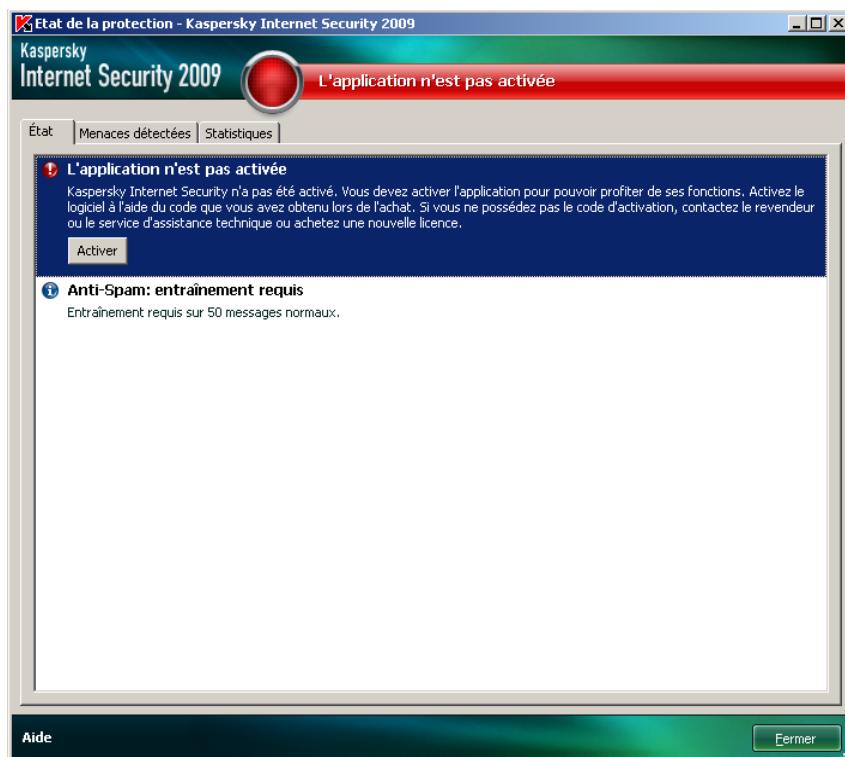 Etat de la protection - Kaspersky Internet Security 2009
Kaspersky
Internet Security 2009
L'application n'est pas activée
État
Menaces détectées
Statistiques
L'application n'est pas activée
Kaspersky Internet Security n'a pas été activé. Vous devez activer l'application pour pouvoir profiter de ses fonctions. Activez le
logiciel à l'aide du code que vous avez obtenu lors de l'achat. Si vous ne possédez pas le code d'activation, contactez le revendeur
ou le service d'assistance technique ou achetez une nouvelle licence.
Activer
Anti-Spam: entraînement requis
Entraînement requis sur 50 messages normaux.
Aide
Fermer